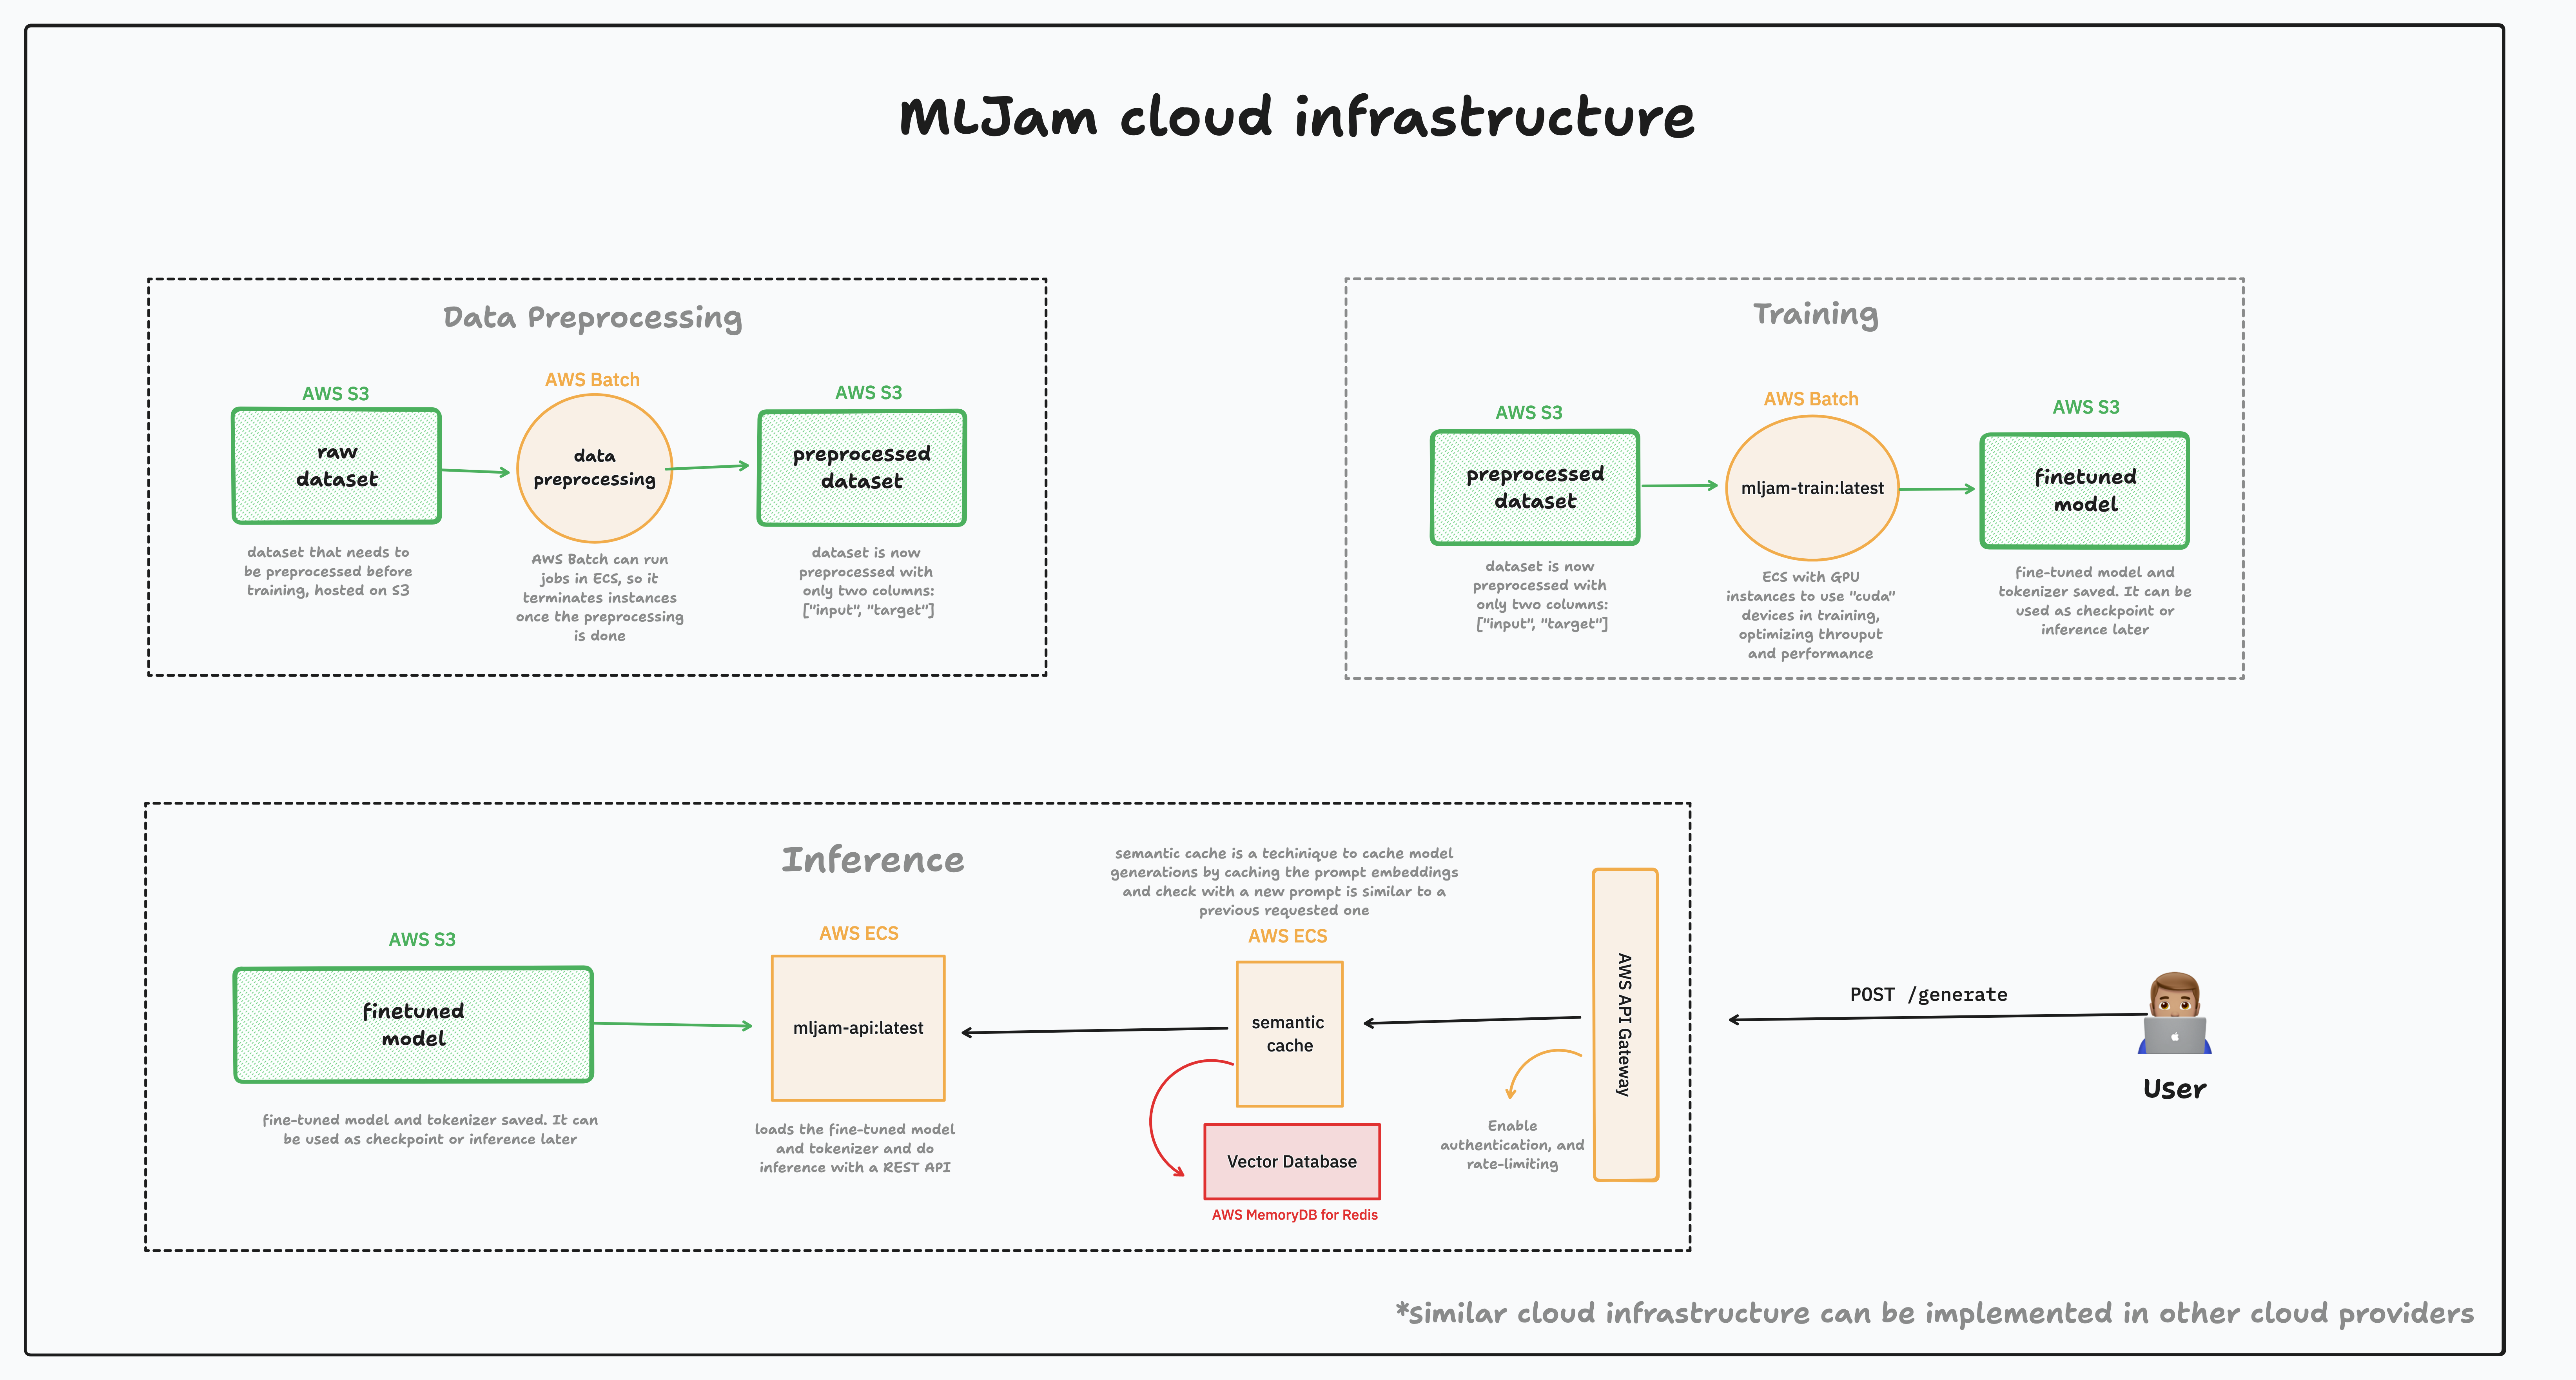 MLJam cloud infrastructure
Data Preprocessing
AWS S3
raw
dataset
dataset that needs to
be preprocessed before
training, hosted on S3
AWS Batch
data
preprocessing
AWS Batch can run
jobs in ECS, so it
terminates instances
once the preprocessing
is done
AWS S3
preprocessed
dataset
dataset is now
preprocessed with
only two columns:
["input", "target"]
Training
AWS S3
preprocessed
dataset
dataset is now
preprocessed with
only two columns:
["input", "target"]
AWS Batch
mljam-train:latest
ECS with GPU
instances to use "cuda"
devices in training,
optimizing throuput
and performance
AWS S3
finetuned
model
fine-tuned model and
tokenizer saved. It can be
used as checkpoint or
inference later
Inference
AWS S3
finetuned
model
fine-tuned model and tokenizer saved. It can
be used as checkpoint or inference later
AWS ECS
mljam-api:latest
loads the fine-tuned model
and tokenizer and do
inference with a REST API
semantic cache is a techinique to cache model
generations by caching the prompt embeddings
and check with a new prompt is similar to a
previous requested one
AWS ECS
semantic
cache
Vector Database
AWS MemoryDB for Redis
Enable
authentication, and
rate-limiting
AWS API Gateway
POST /generate
User
*similar cloud infrastructure can be implemented in other cloud providers